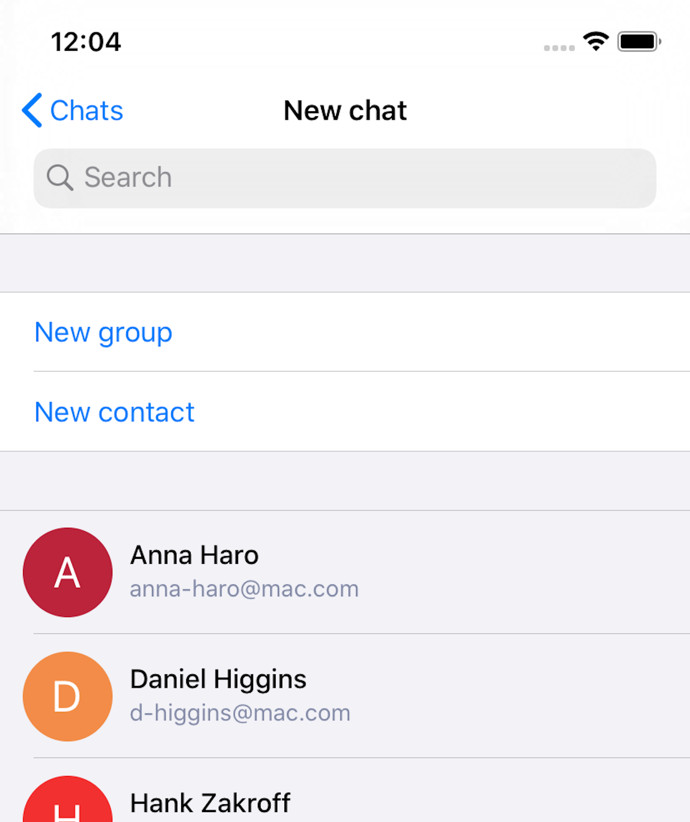 12:04
Chats
New chat
Search
New group
New contact
A
Anna Haro
anna-haro@mac.com
D
Daniel Higgins
d-higgins@mac.com
H
Hank Zakroff